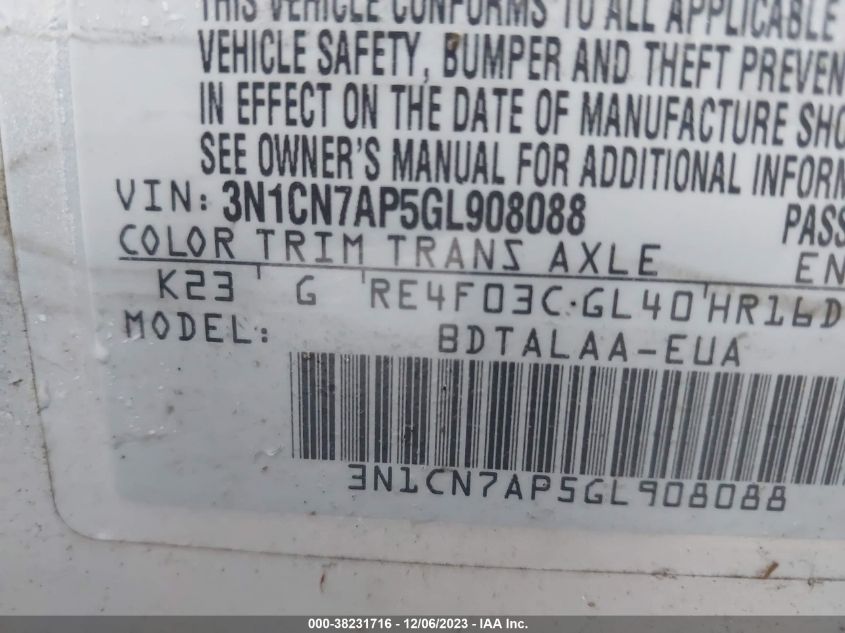 THIS VEHICLE CONFORMS TO ALL APPLICABLE
VEHICLE SAFETY, BUMPER AND THEFT PREVEN
IN EFFECT ON THE DATE OF MANUFACTURE SHO
SEE OWNER'S MANUAL FOR ADDITIONAL INFORM
VIN: 3N1CN7AP5GL908088 PASS
COLOR TRIM TRANS AXLE EN
K23 G RE4F03C·GL40 HR16D
MODEL: BDTALAA-EUA
3N1CN7AP5GL908088
000-38231716 - 12/06/2023 - IAA Inc.